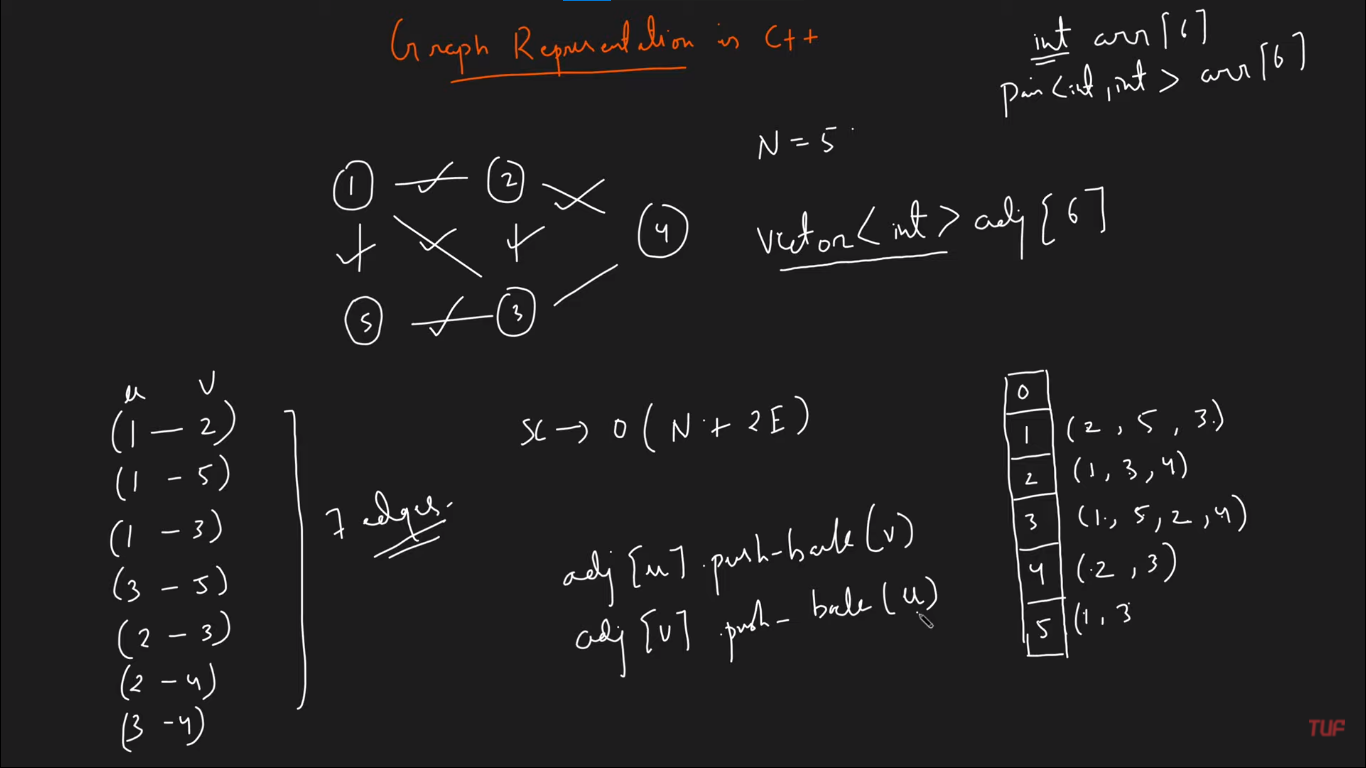 Graph Representation in C++
int arr[6]
pair<int,int> arr[6]
N = 5
vector<int> adj[6]
1 2
4
5 3
u v
(1 — 2)
(1 - 5)
(1 - 3)
(3 - 5)
(2 - 3)
(2 - 4)
(3 - 4)
7 edges.
SC → O(N + 2E)
adj[u].push-back(v)
adj[v].push-back(u)
0
1 (2, 5, 3)
2 (1, 3, 4)
3 (1, 5, 2, 4)
4 (2, 3)
5 (1, 3
TUF